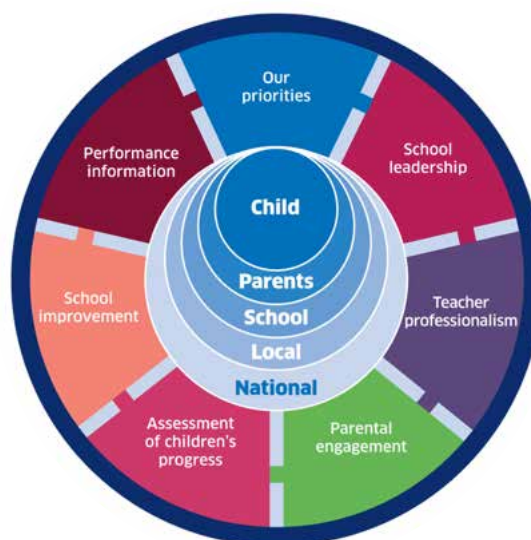 Our
priorities
School
leadership
Teacher
professionalism
Parental
engagement
Assessment
of children's
progress
School
improvement
Performance
information
Child
Parents
School
Local
National